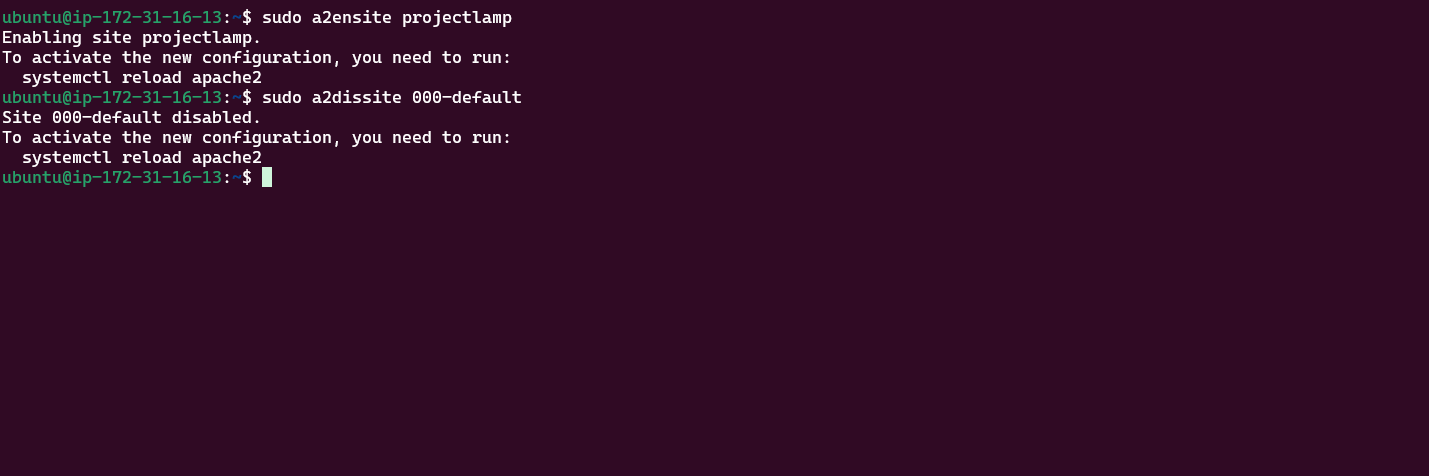 ubuntu@ip-172-31-16-13:~$ sudo a2ensite projectlamp
Enabling site projectlamp.
To activate the new configuration, you need to run:
  systemctl reload apache2
ubuntu@ip-172-31-16-13:~$ sudo a2dissite 000-default
Site 000-default disabled.
To activate the new configuration, you need to run:
  systemctl reload apache2
ubuntu@ip-172-31-16-13:~$